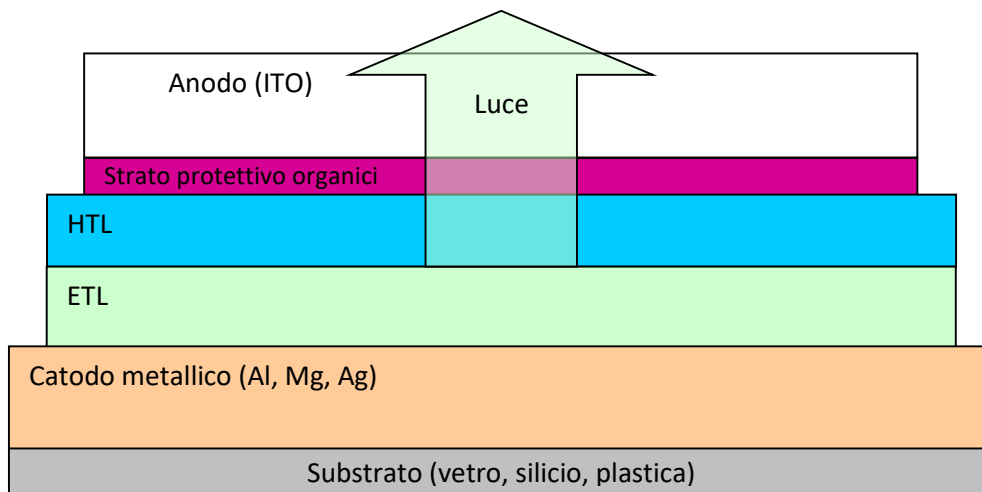 Anodo (ITO)
Luce
Strato protettivo organici
HTL
ETL
Catodo metallico (Al, Mg, Ag)
Substrato (vetro, silicio, plastica)